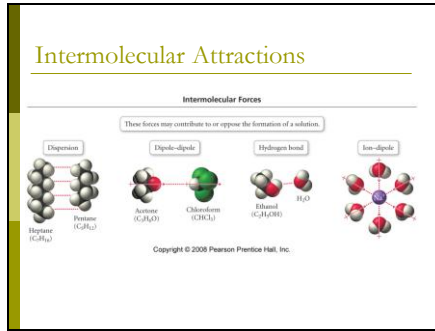 Intermolecular Attractions
Intermolecular Forces
These forces may contribute to or oppose the formation of a solution.
Dispersion
Dipole–dipole
Hydrogen bond
Ion–dipole
Heptane
(C₇H₁₆)
Pentane
(C₅H₁₂)
Acetone
(C₃H₆O)
Chloroform
(CHCl₃)
Ethanol
(C₂H₅OH)
H₂O
Copyright © 2008 Pearson Prentice Hall, Inc.